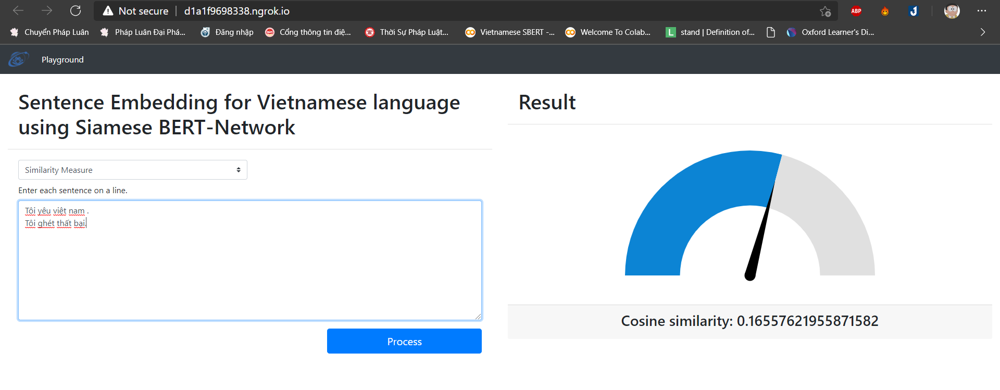 Not secure | d1a1f9698338.ngrok.io
ABP
Chuyển Pháp Luân Pháp Luân Đại Phá... Đăng nhập Cổng thông tin điệ... Thời Sự Pháp Luật... Vietnamese SBERT -... Welcome To Colab... L stand | Definition of... Oxford Learner's Di...
Playground
Sentence Embedding for Vietnamese language
using Siamese BERT-Network
Similarity Measure
Enter each sentence on a line.
Tôi yêu việt nam .
Tôi ghét thất bại.
Process
Result
Cosine similarity: 0.16557621955871582